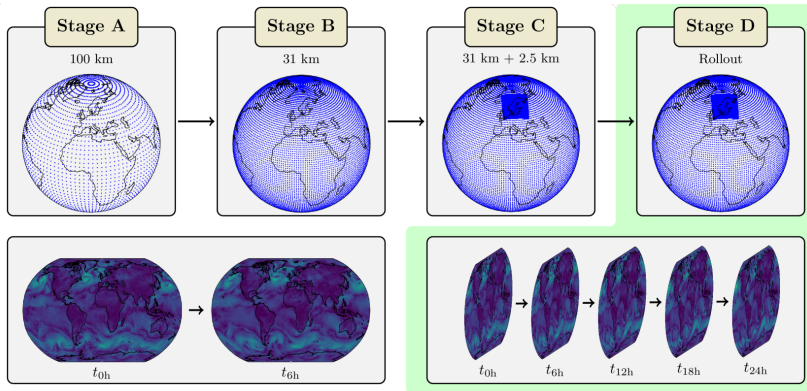 Stage A
Stage B
Stage C
Stage D
100 km
31 km
31 km + 2.5 km
Rollout
t0h
t6h
t0h
t6h
t12h
t18h
t24h